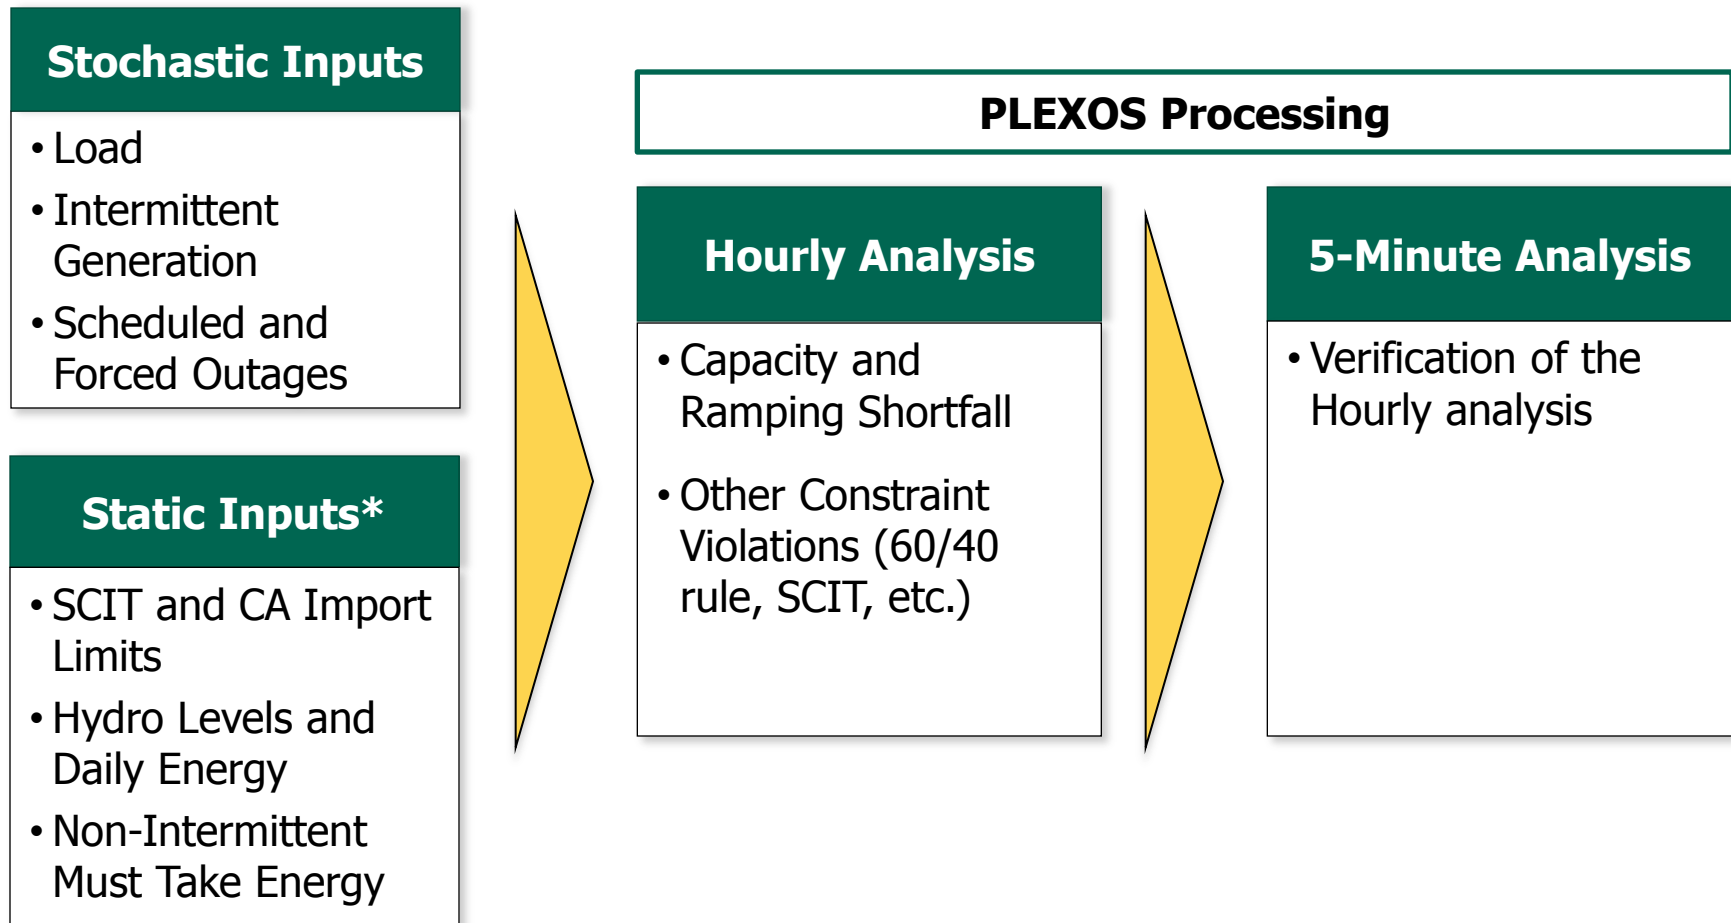 Stochastic Inputs
• Load
• Intermittent
Generation
• Scheduled and
Forced Outages
Static Inputs*
• SCIT and CA Import
Limits
• Hydro Levels and
Daily Energy
• Non-Intermittent
Must Take Energy
PLEXOS Processing
Hourly Analysis
• Capacity and
Ramping Shortfall
• Other Constraint
Violations (60/40
rule, SCIT, etc.)
5-Minute Analysis
• Verification of the
Hourly analysis